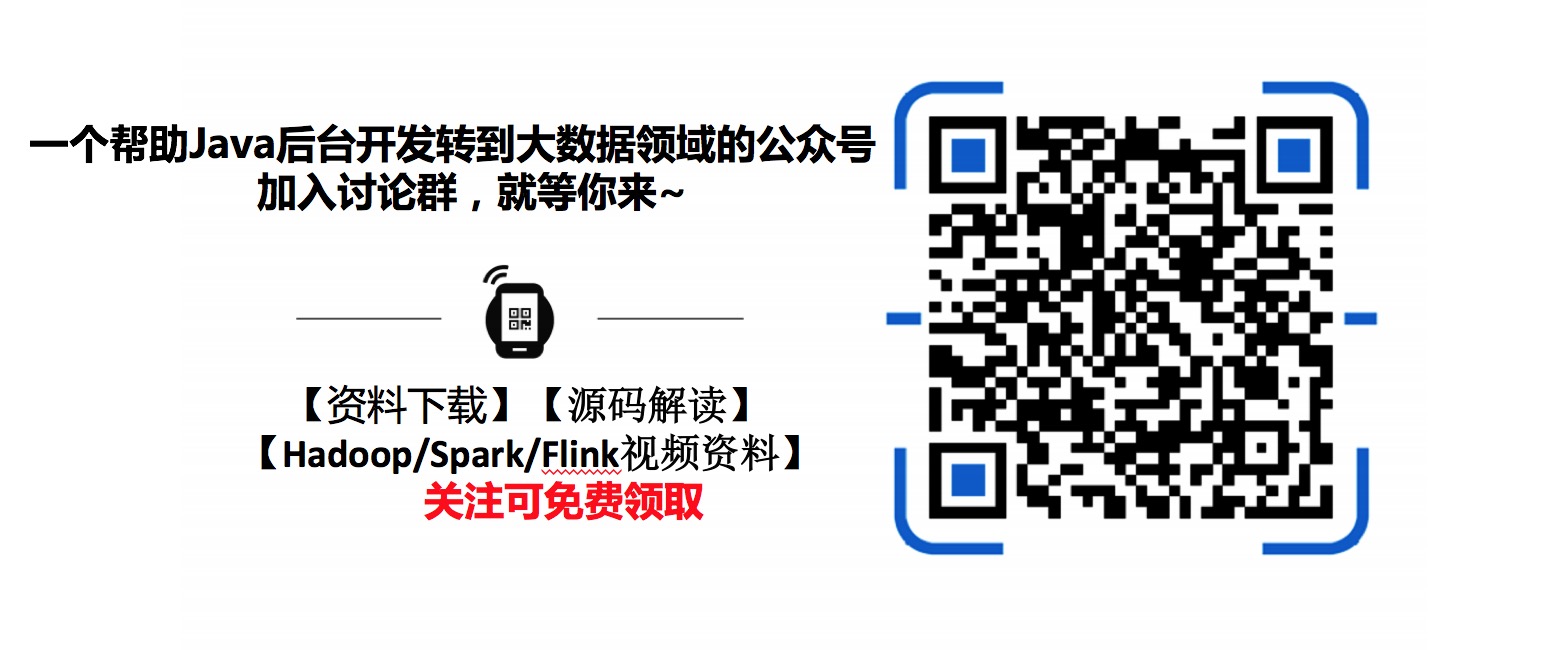 一个帮助Java后台开发转到大数据领域的公众号
加入讨论群，就等你来~
【资料下载】【源码解读】
【Hadoop/Spark/Flink视频资料】
关注可免费领取